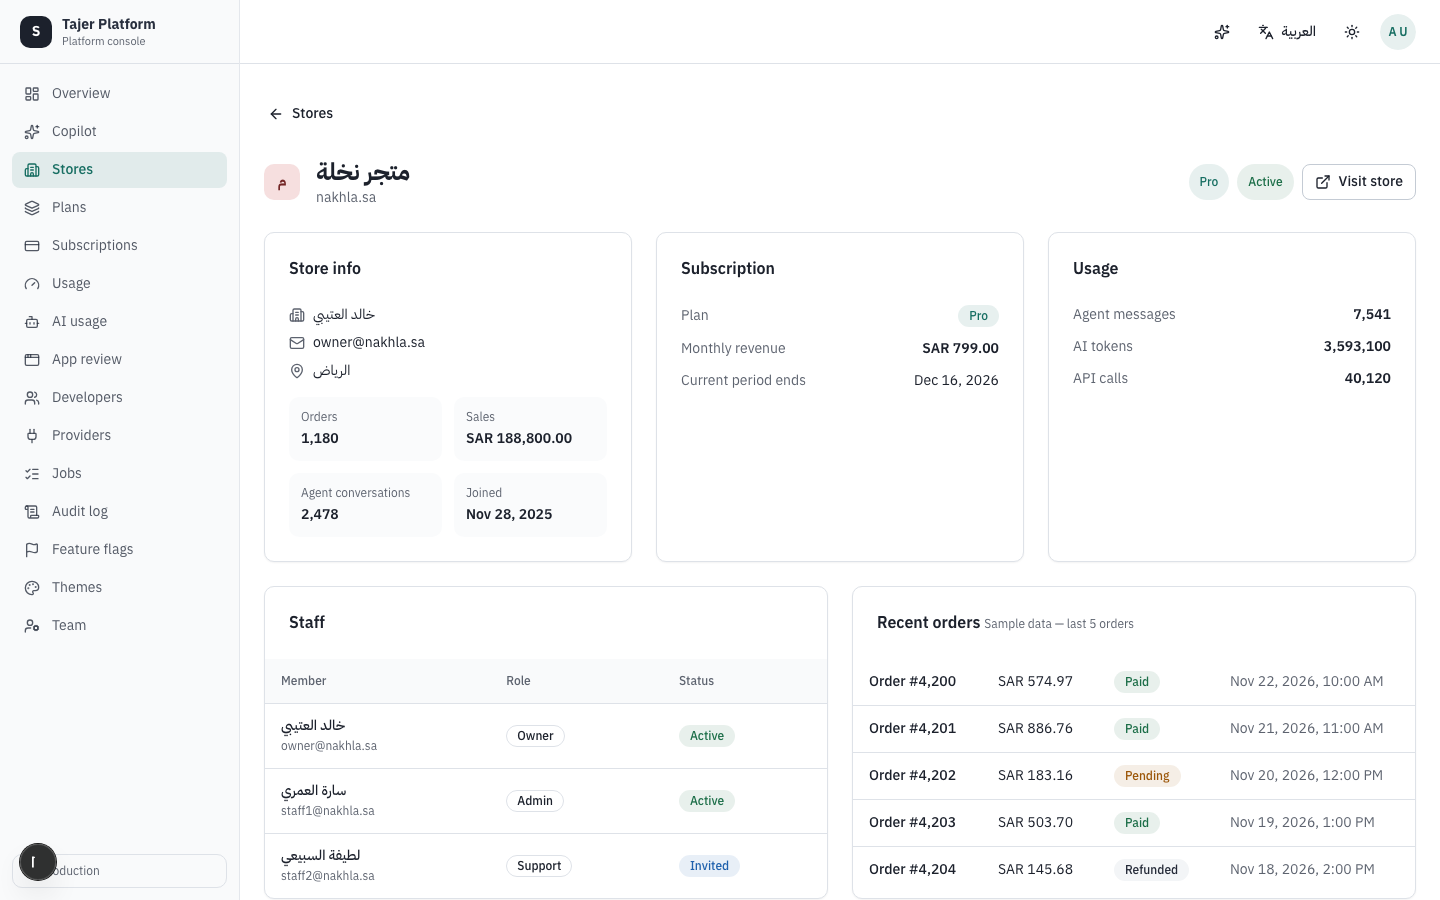 S
Tajer Platform
Platform console
العربية
A U
Overview
Copilot
Stores
Plans
Subscriptions
Usage
AI usage
App review
Developers
Providers
Jobs
Audit log
Feature flags
Themes
Team
oduction
Stores
م
متجر نخلة
nakhla.sa
Pro
Active
Visit store
Store info
خالد العتيبي
owner@nakhla.sa
الرياض
Orders
1,180
Sales
SAR 188,800.00
Agent conversations
2,478
Joined
Nov 28, 2025
Subscription
Plan
Pro
Monthly revenue
SAR 799.00
Current period ends
Dec 16, 2026
Usage
Agent messages
7,541
AI tokens
3,593,100
API calls
40,120
Staff
Member Role Status
خالد العتيبي
owner@nakhla.sa
Owner
Active
سارة العمري
staff1@nakhla.sa
Admin
Active
لطيفة السبيعي
staff2@nakhla.sa
Support
Invited
Recent orders Sample data — last 5 orders
Order #4,200 SAR 574.97 Paid Nov 22, 2026, 10:00 AM
Order #4,201 SAR 886.76 Paid Nov 21, 2026, 11:00 AM
Order #4,202 SAR 183.16 Pending Nov 20, 2026, 12:00 PM
Order #4,203 SAR 503.70 Paid Nov 19, 2026, 1:00 PM
Order #4,204 SAR 145.68 Refunded Nov 18, 2026, 2:00 PM